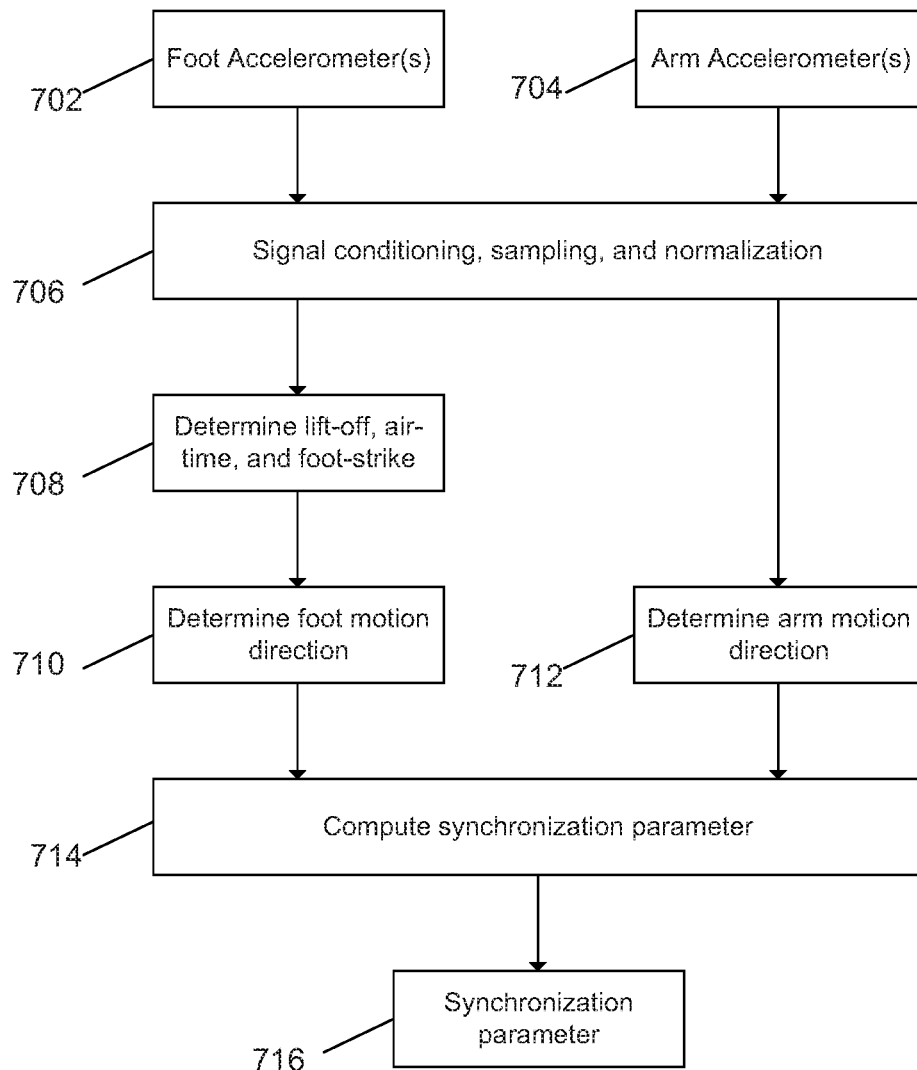 Foot Accelerometer(s)
Arm Accelerometer(s)
702
704
Signal conditioning, sampling, and normalization
706
Determine lift-off, air-
time, and foot-strike
708
Determine foot motion
direction
710
Determine arm motion
direction
712
Compute synchronization parameter
714
Synchronization
parameter
716